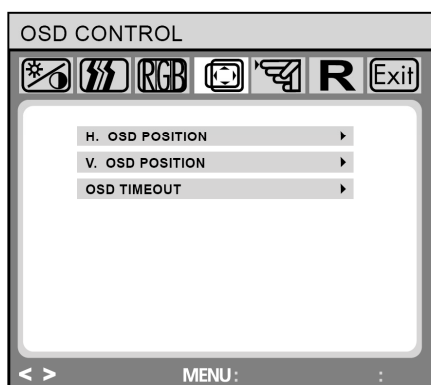 OSD CONTROL
RGB R Exit
H. OSD POSITION
V. OSD POSITION
OSD TIMEOUT
< > MENU: :